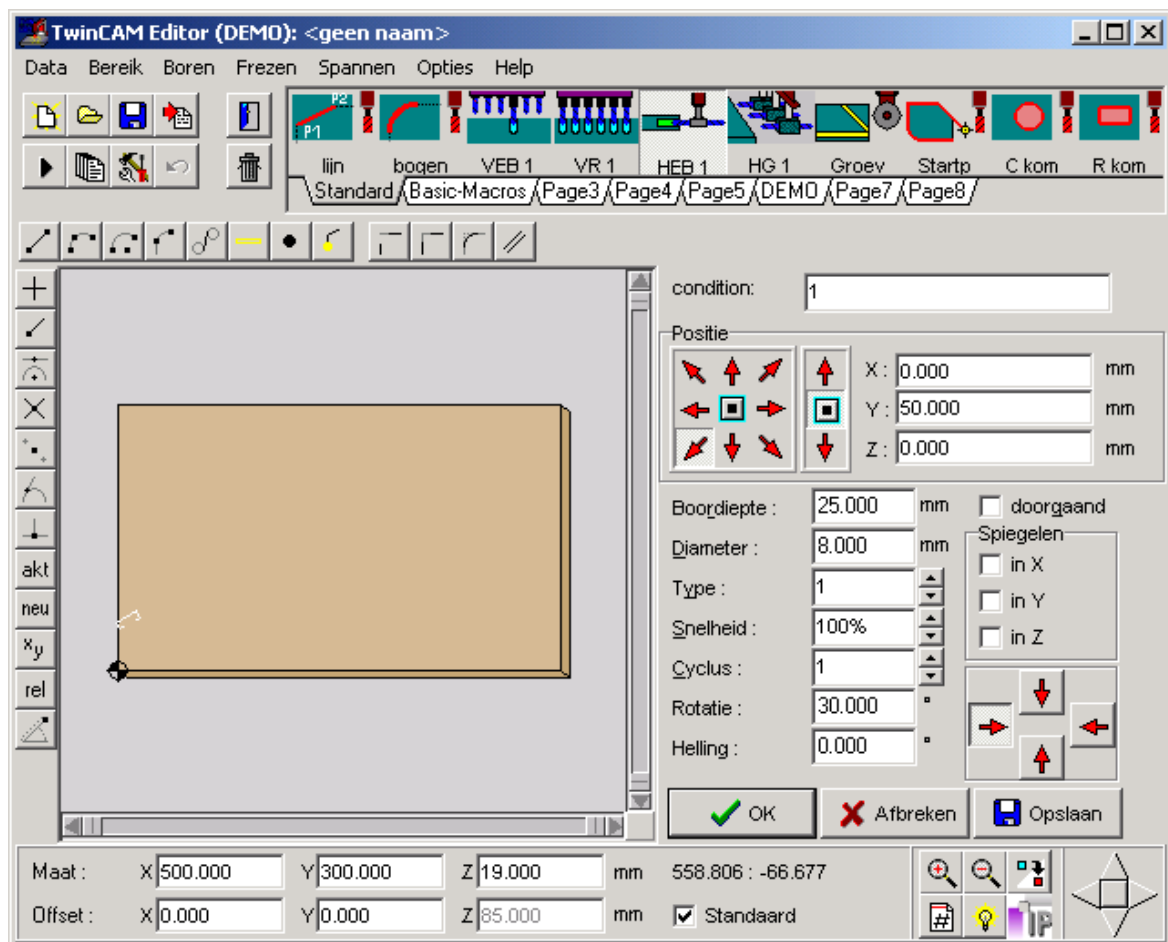 TwinCAM Editor (DEMO): <geen naam>
Data Bereik Boren Frezen Spannen Opties Help
P2
P1
lijn bogen VEB 1 VR 1 HEB 1 HG 1 Groev Startp C kom R kom
Standard Basic-Macros Page3 Page4 Page5 DEMO Page7 Page8
condition: 1
Positie
X : 0.000 mm
Y : 50.000 mm
Z : 0.000 mm
Boordiepte : 25.000 mm doorgaand
Diameter : 8.000 mm Spiegelen
in X
Type : 1
in Y
Snelheid : 100%
in Z
Cyclus : 1
Rotatie : 30.000 °
Helling : 0.000 °
akt
neu
xy
rel
OK Afbreken Opslaan
Maat : X 500.000 Y 300.000 Z 19.000 mm 558.806 : -66.677
Offset : X 0.000 Y 0.000 Z 85.000 mm Standaard
#
IP